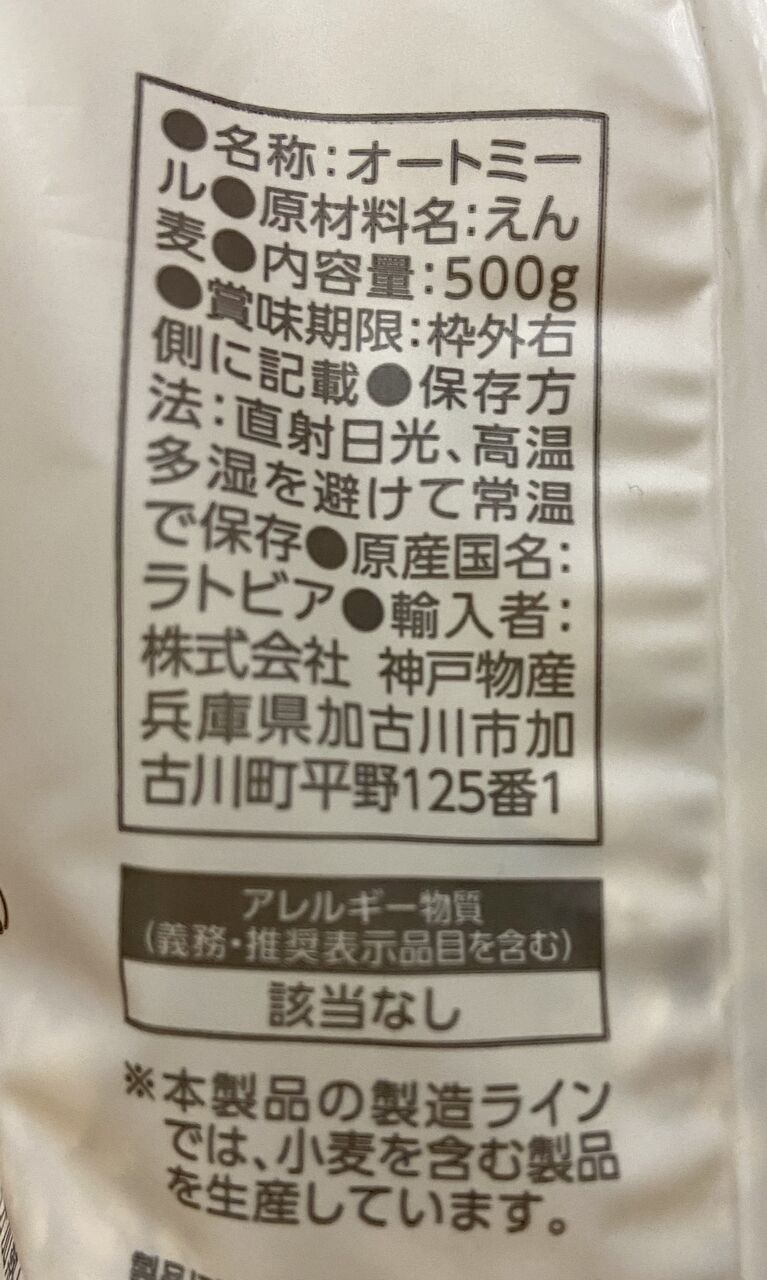 ●名称：オートミー
ル●原材料名：えん
麦●内容量：500g
●賞味期限：枠外右
側に記載●保存方
法：直射日光、高温
多湿を避けて常温
で保存●原産国名：
ラトビア●輸入者：
株式会社 神戸物産
兵庫県加古川市加
古川町平野125番1
アレルギー物質
(義務・推奨表示品目を含む)
該当なし
※本製品の製造ライン
では、小麦を含む製品
を生産しています。